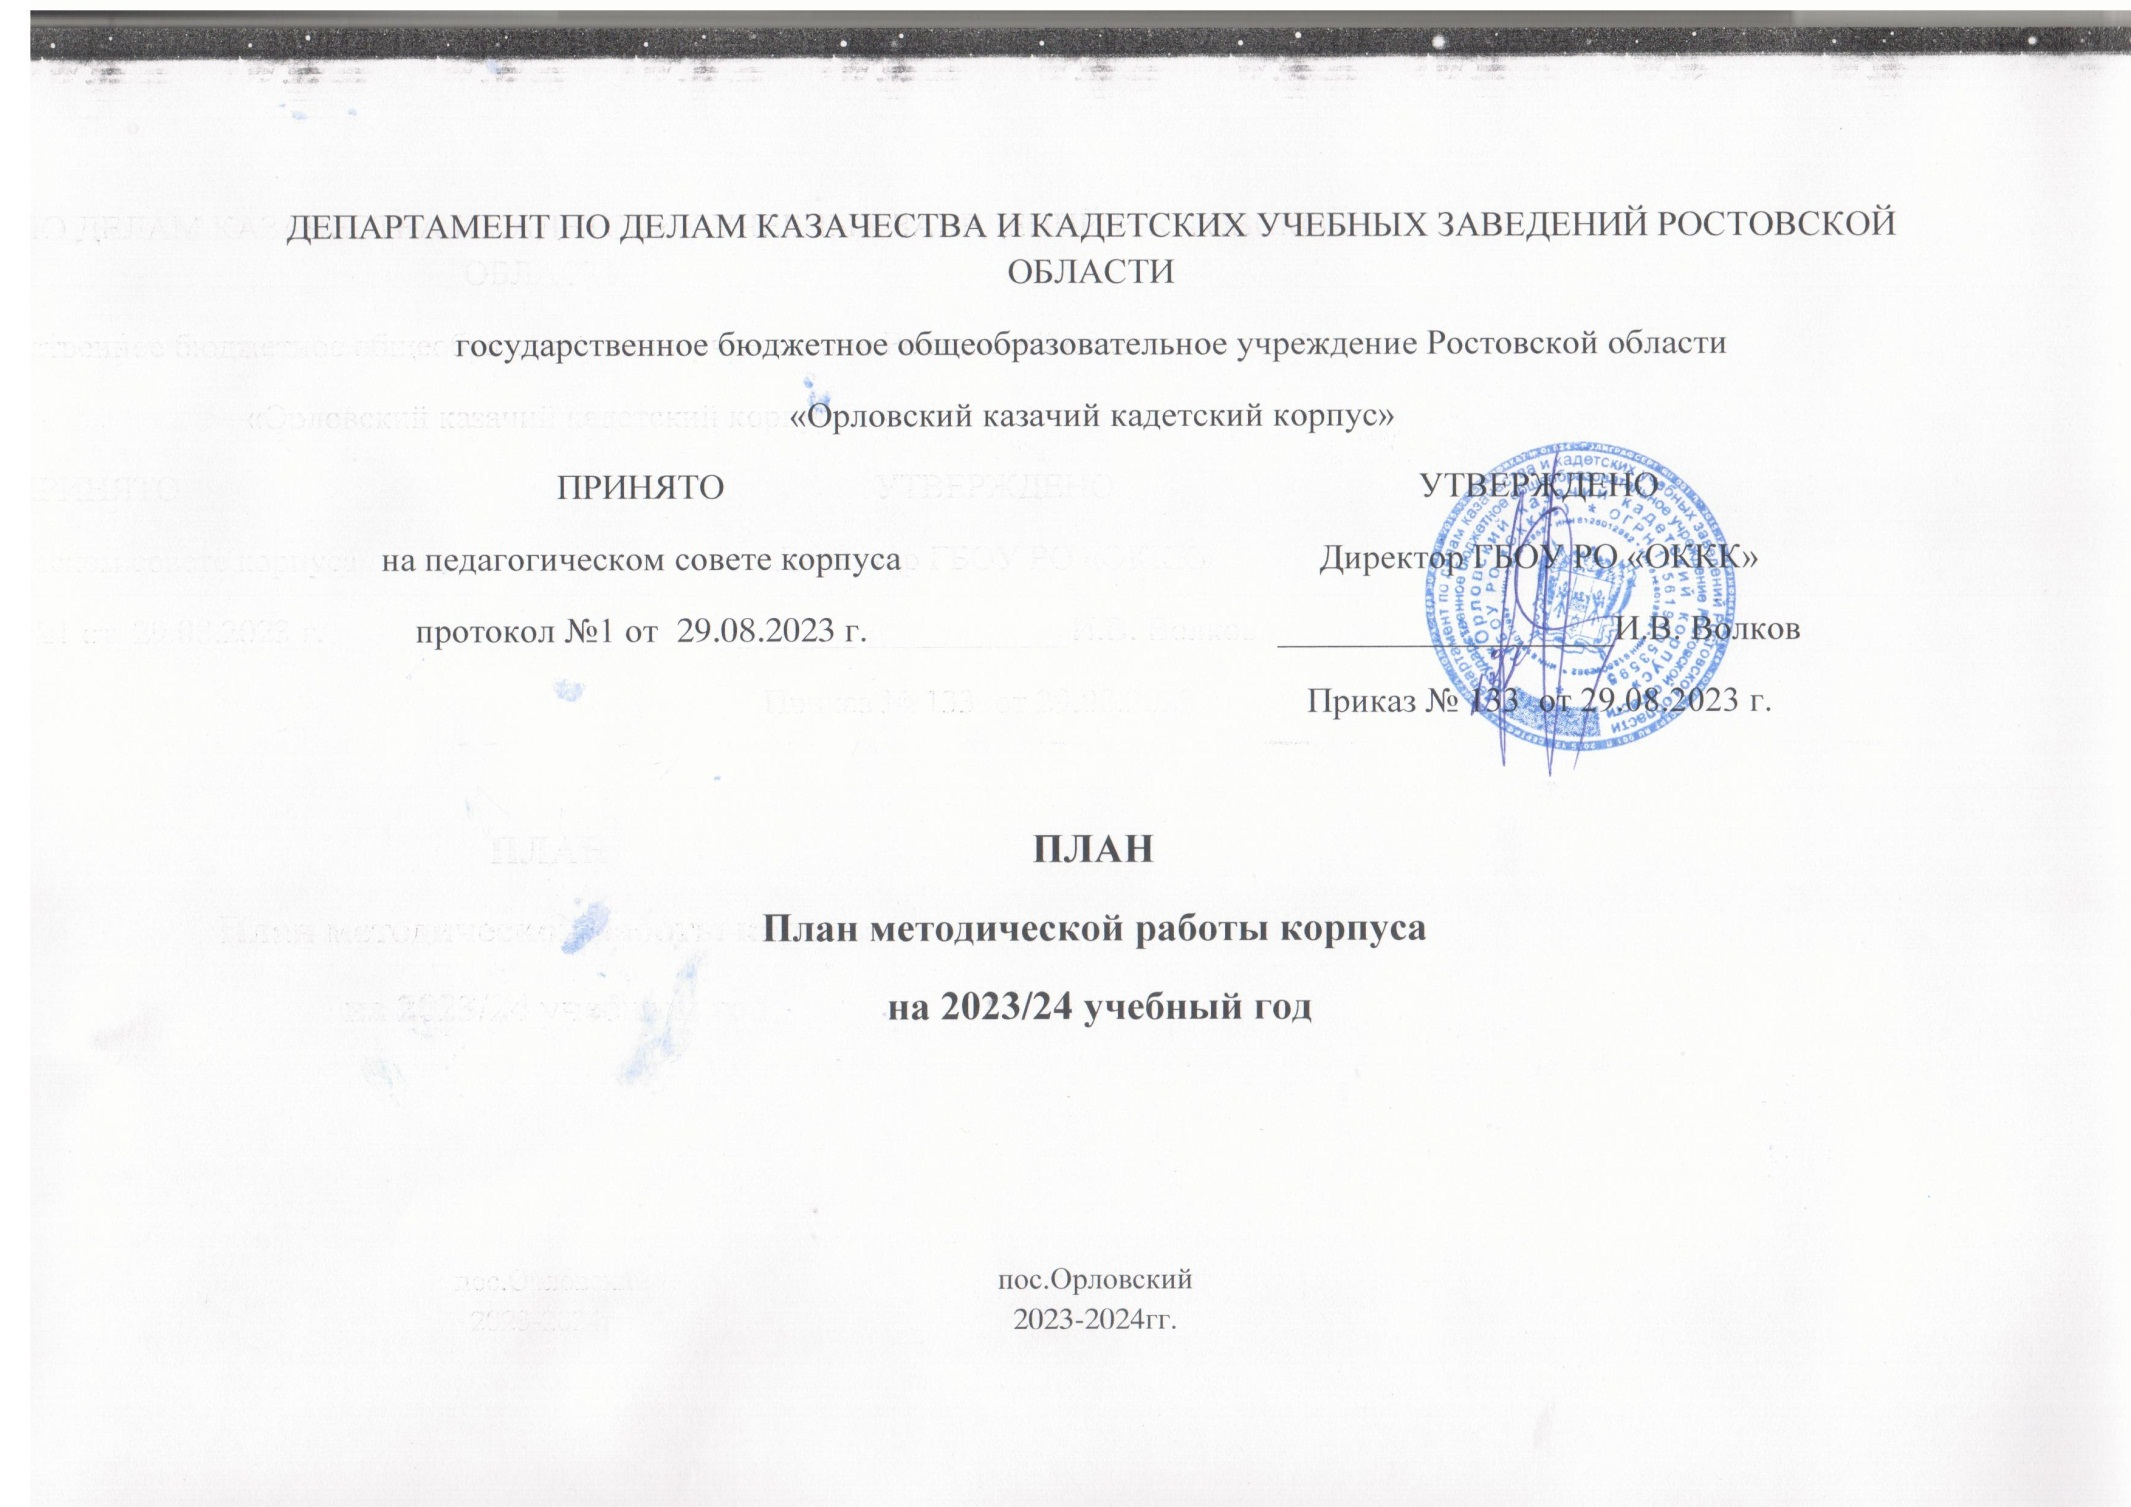 ДЕПАРТАМЕНТ ПО ДЕЛАМ КАЗАЧЕСТВА И КАДЕТСКИХ УЧЕБНЫХ ЗАВЕДЕНИЙ РОСТОВСКОЙ
ОБЛАСТИ
государственное бюджетное общеобразовательное учреждение Ростовской области
«Орловский казачий кадетский корпус»
ПРИНЯТО
на педагогическом совете корпуса
протокол №1 от 29.08.2023 г.
УТВЕРЖДЕНО
Директор ГБОУ РО «ОККК»
И.В. Волков
Приказ № 133 от 29.08.2023 г.
ПЛАН
План методической работы корпуса
на 2023/24 учебный год
пос.Орловский
2023-2024гг.